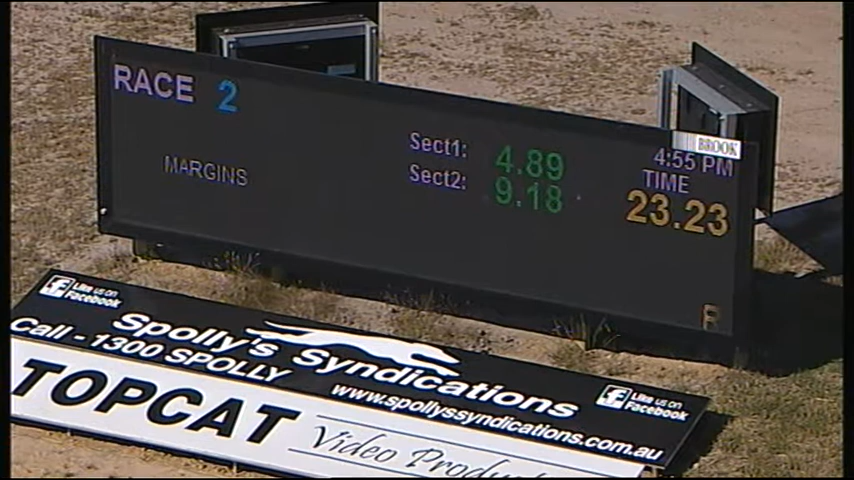 RACE 2
BROOK
Sect1: 4.89
4:55 PM
Sect2: 9.18
TIME
MARGINS
23.23
Like us on
Facebook
Spolly's Syndications
Call - 1300 SPOLLY
www.spollyssyndications.com.au
Like us on
Facebook
TOPCAT
Video